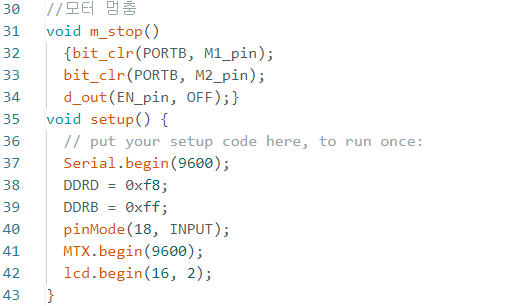 30 //모터 멈춤
31 void m_stop()
32 {bit_clr(PORTB, M1_pin);
33 bit_clr(PORTB, M2_pin);
34 d_out(EN_pin, OFF);}
35 void setup() {
36 // put your setup code here, to run once:
37 Serial.begin(9600);
38 DDRD = 0xf8;
39 DDRB = 0xff;
40 pinMode(18, INPUT);
41 MTX.begin(9600);
42 lcd.begin(16, 2);
43 }